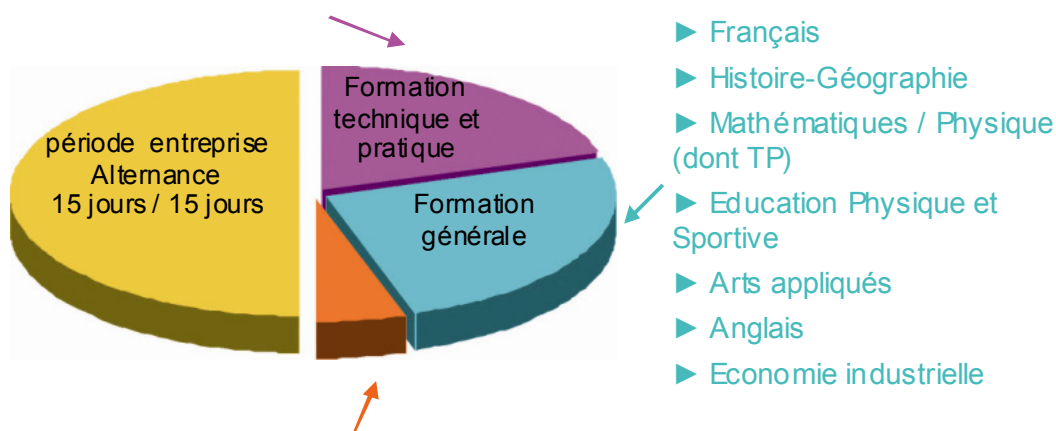 période entreprise
Alternance
15 jours / 15 jours
Formation
technique et
pratique
Formation
générale
► Français
► Histoire-Géographie
► Mathématiques / Physique
(dont TP)
► Education Physique et
Sportive
► Arts appliqués
► Anglais
► Economie industrielle